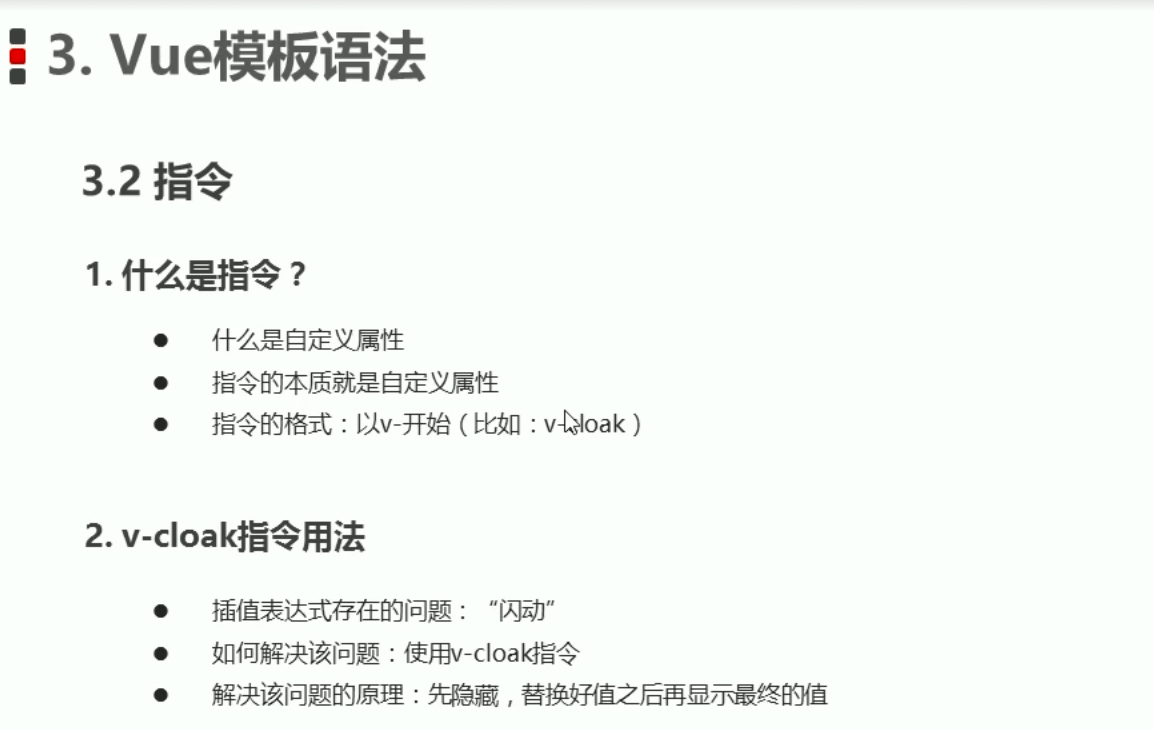 3. Vue模板语法
3.2 指令
1. 什么是指令？
● 什么是自定义属性
● 指令的本质就是自定义属性
● 指令的格式：以v-开始（比如：v-cloak）
2. v-cloak指令用法
● 插值表达式存在的问题：“闪动”
● 如何解决该问题：使用v-cloak指令
● 解决该问题的原理：先隐藏，替换好值之后再显示最终的值